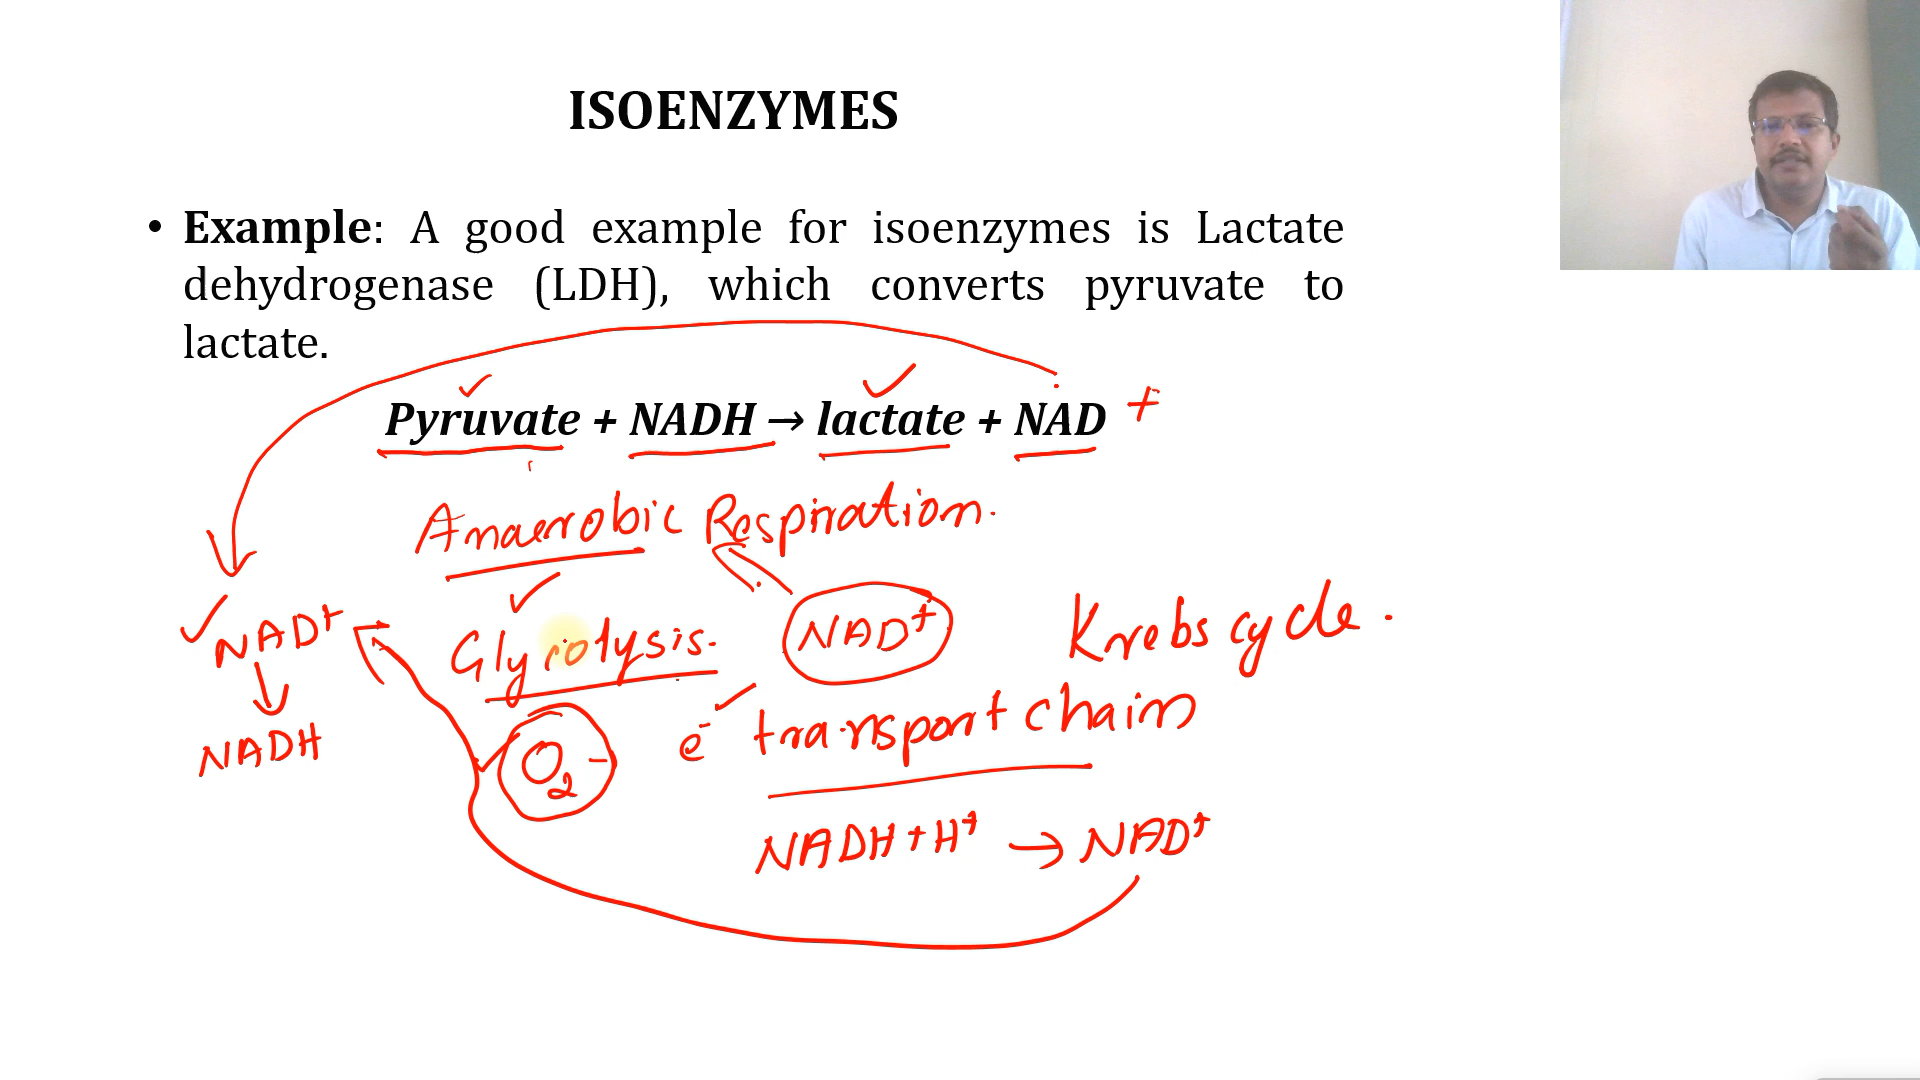 ISOENZYMES
• Example: A good example for isoenzymes is Lactate
dehydrogenase (LDH), which converts pyruvate to
lactate.
Pyruvate + NADH → lactate + NAD +
Anaerobic Respiration.
NAD+
Glycolysis.
NAD+
Krebs cycle.
NADH
O2
e- transport chain
NADH + H+ → NAD+